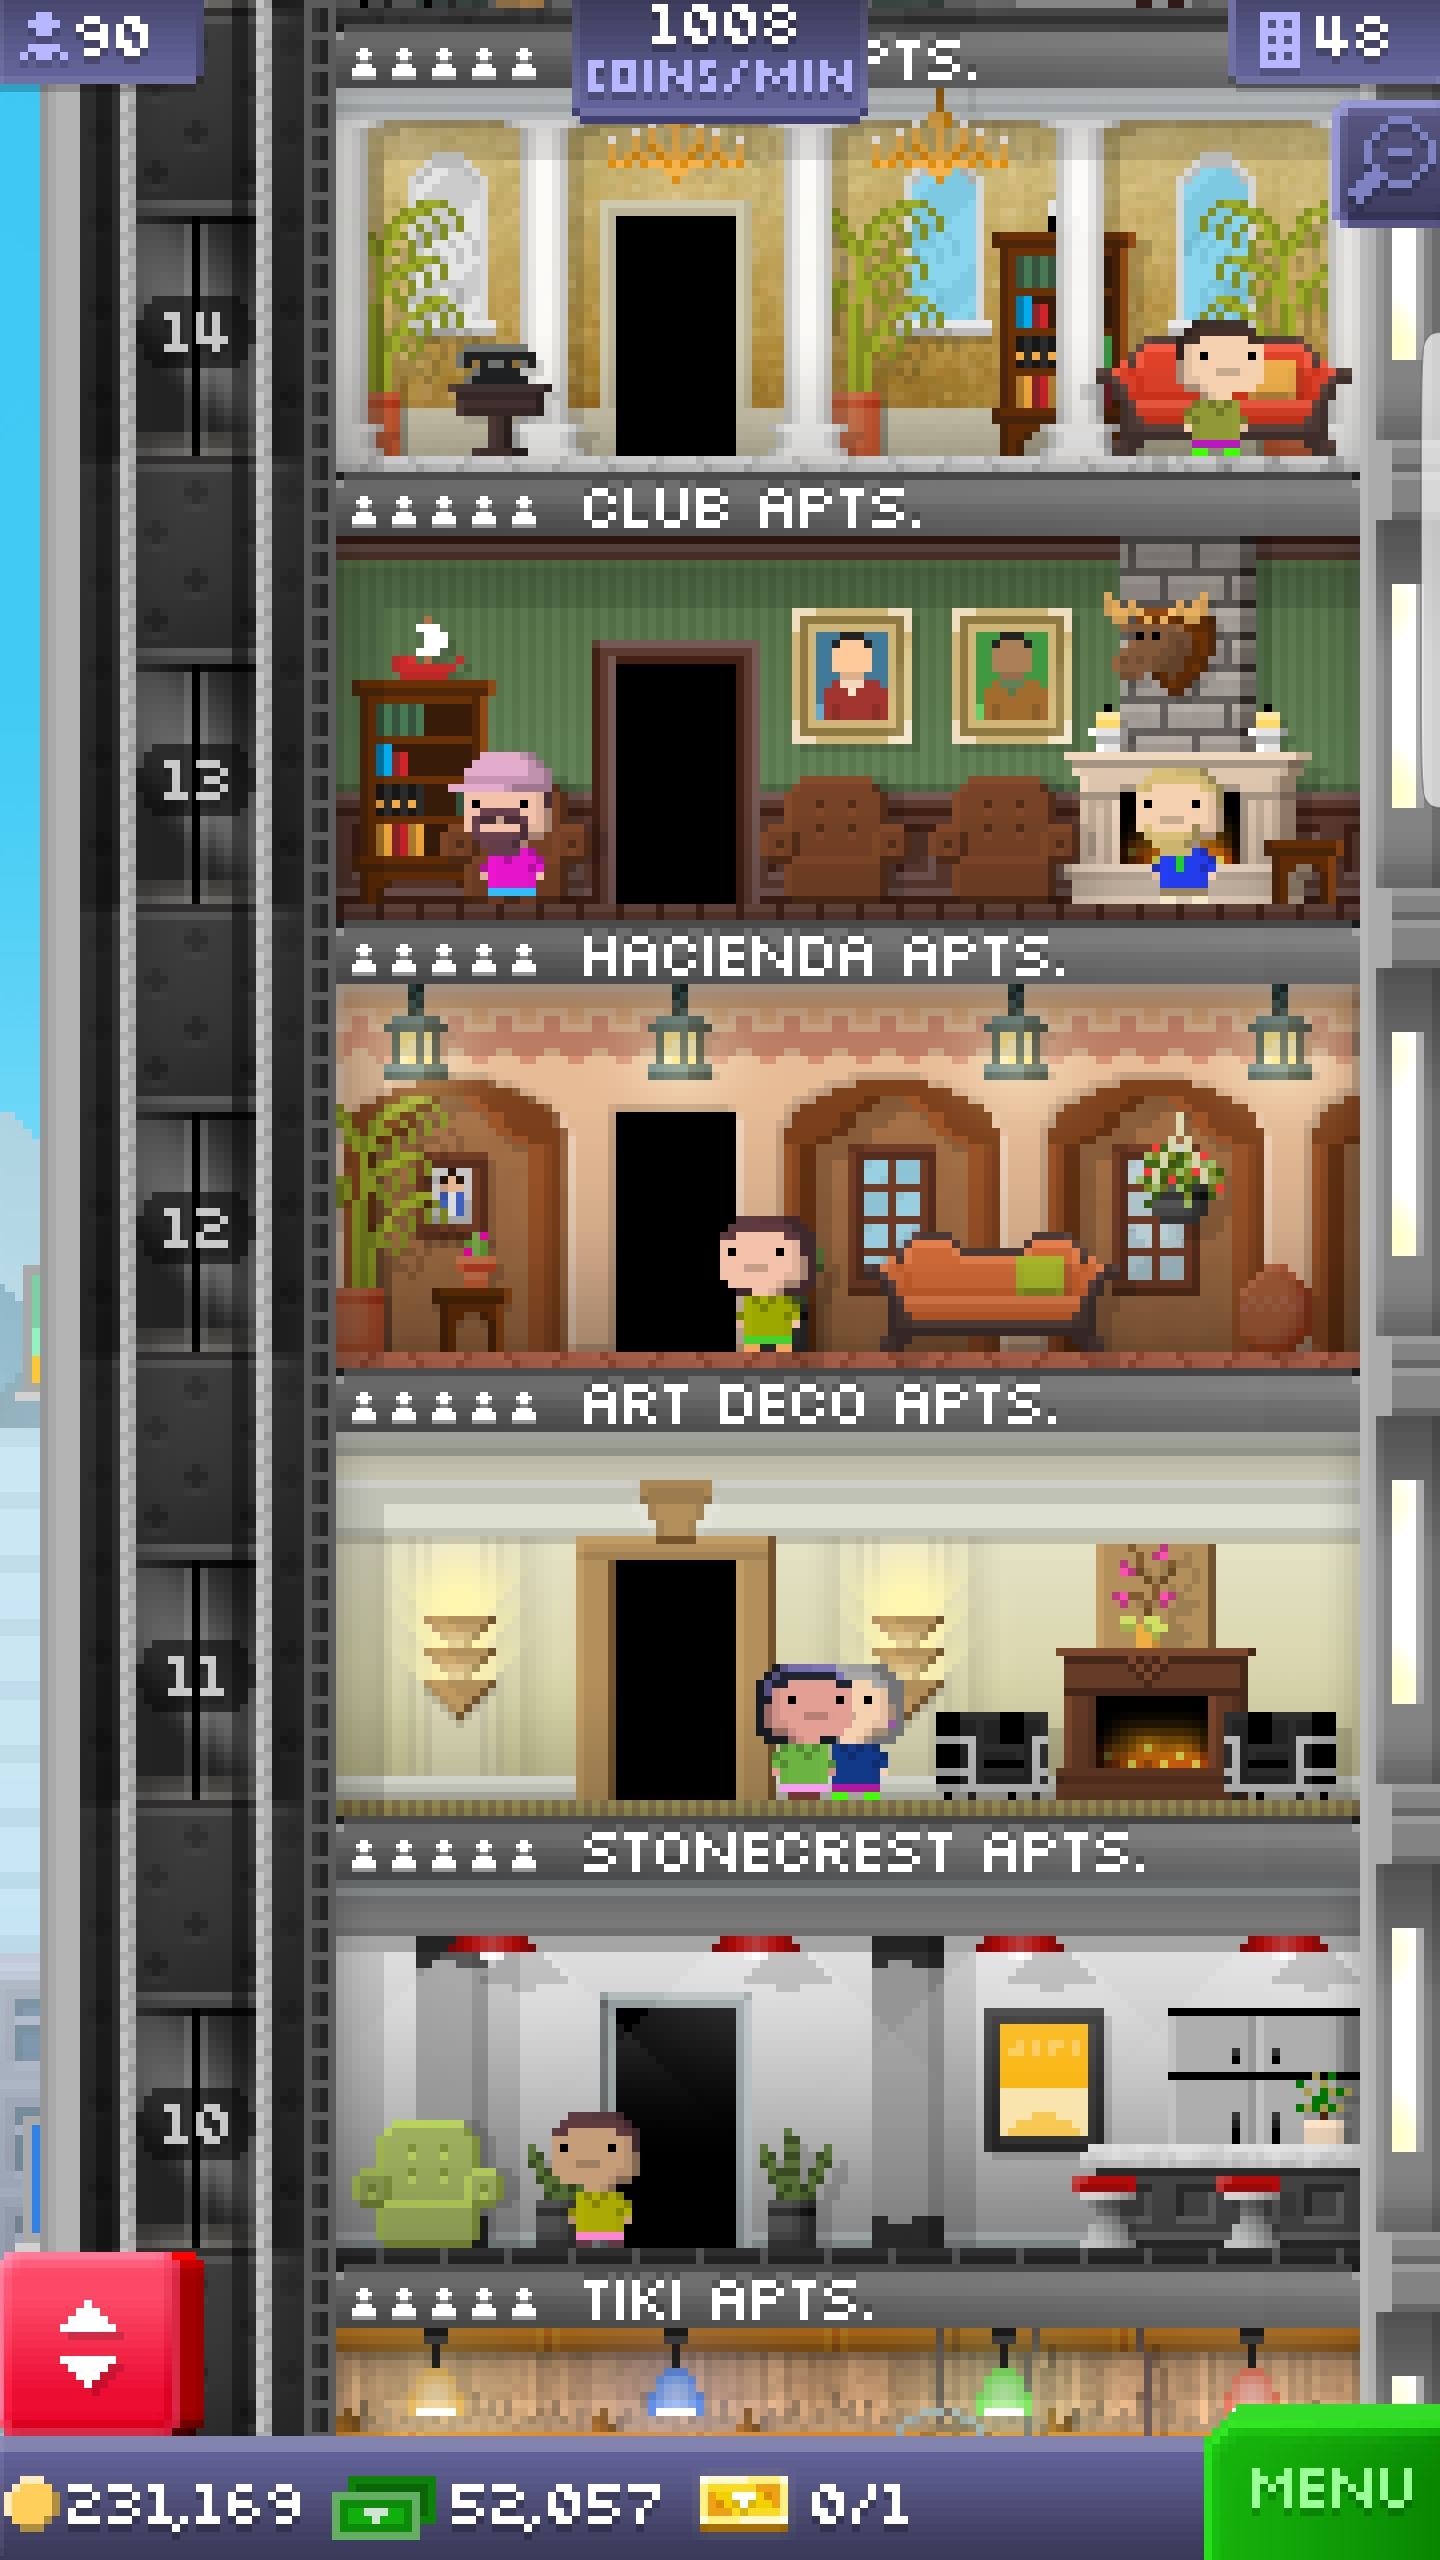 90
1008
COINS/MIN
48
PTS.
14
CLUB APTS.
13
HACIENDA APTS.
12
ART DECO APTS.
11
STONECREST APTS.
10
TIKI APTS.
231,169
52,057
0/1
MENU